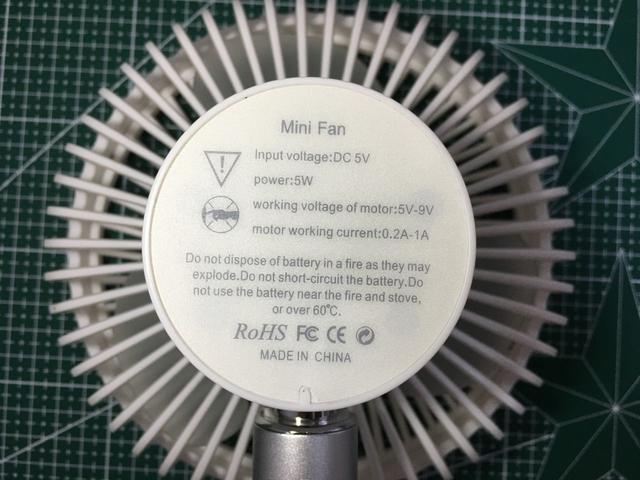 Mini Fan
Input voltage:DC 5V
power:5W
working voltage of motor:5V-9V
motor working current:0.2A-1A
Do not dispose of battery in a fire as they may
explode.Do not short-circuit the battery.Do
not use the battery near the fire and stove,
or over 60℃.
RoHS FC CE
MADE IN CHINA